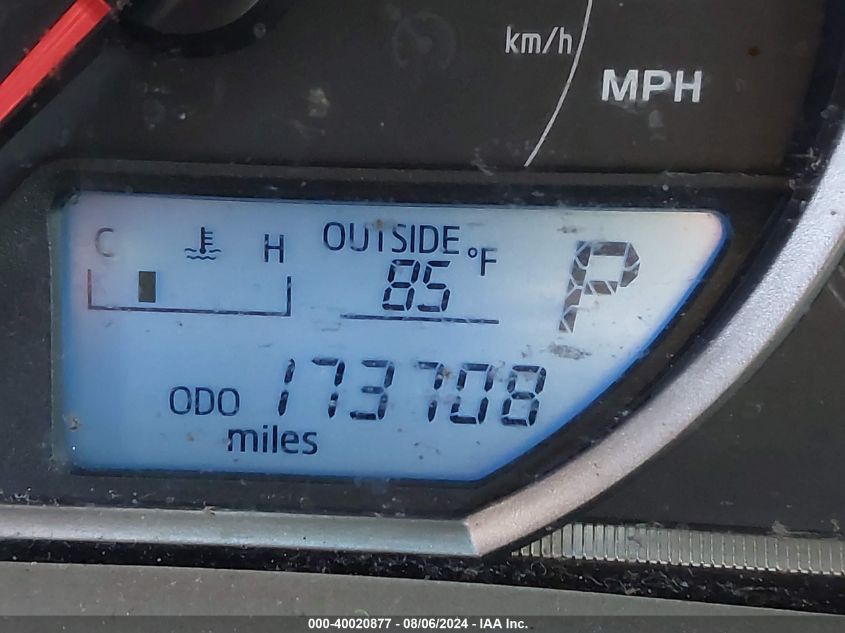 km/h
MPH
C H OUTSIDE
85 °F P
ODO 173708
miles
000-40020877 - 08/06/2024 - IAA Inc.